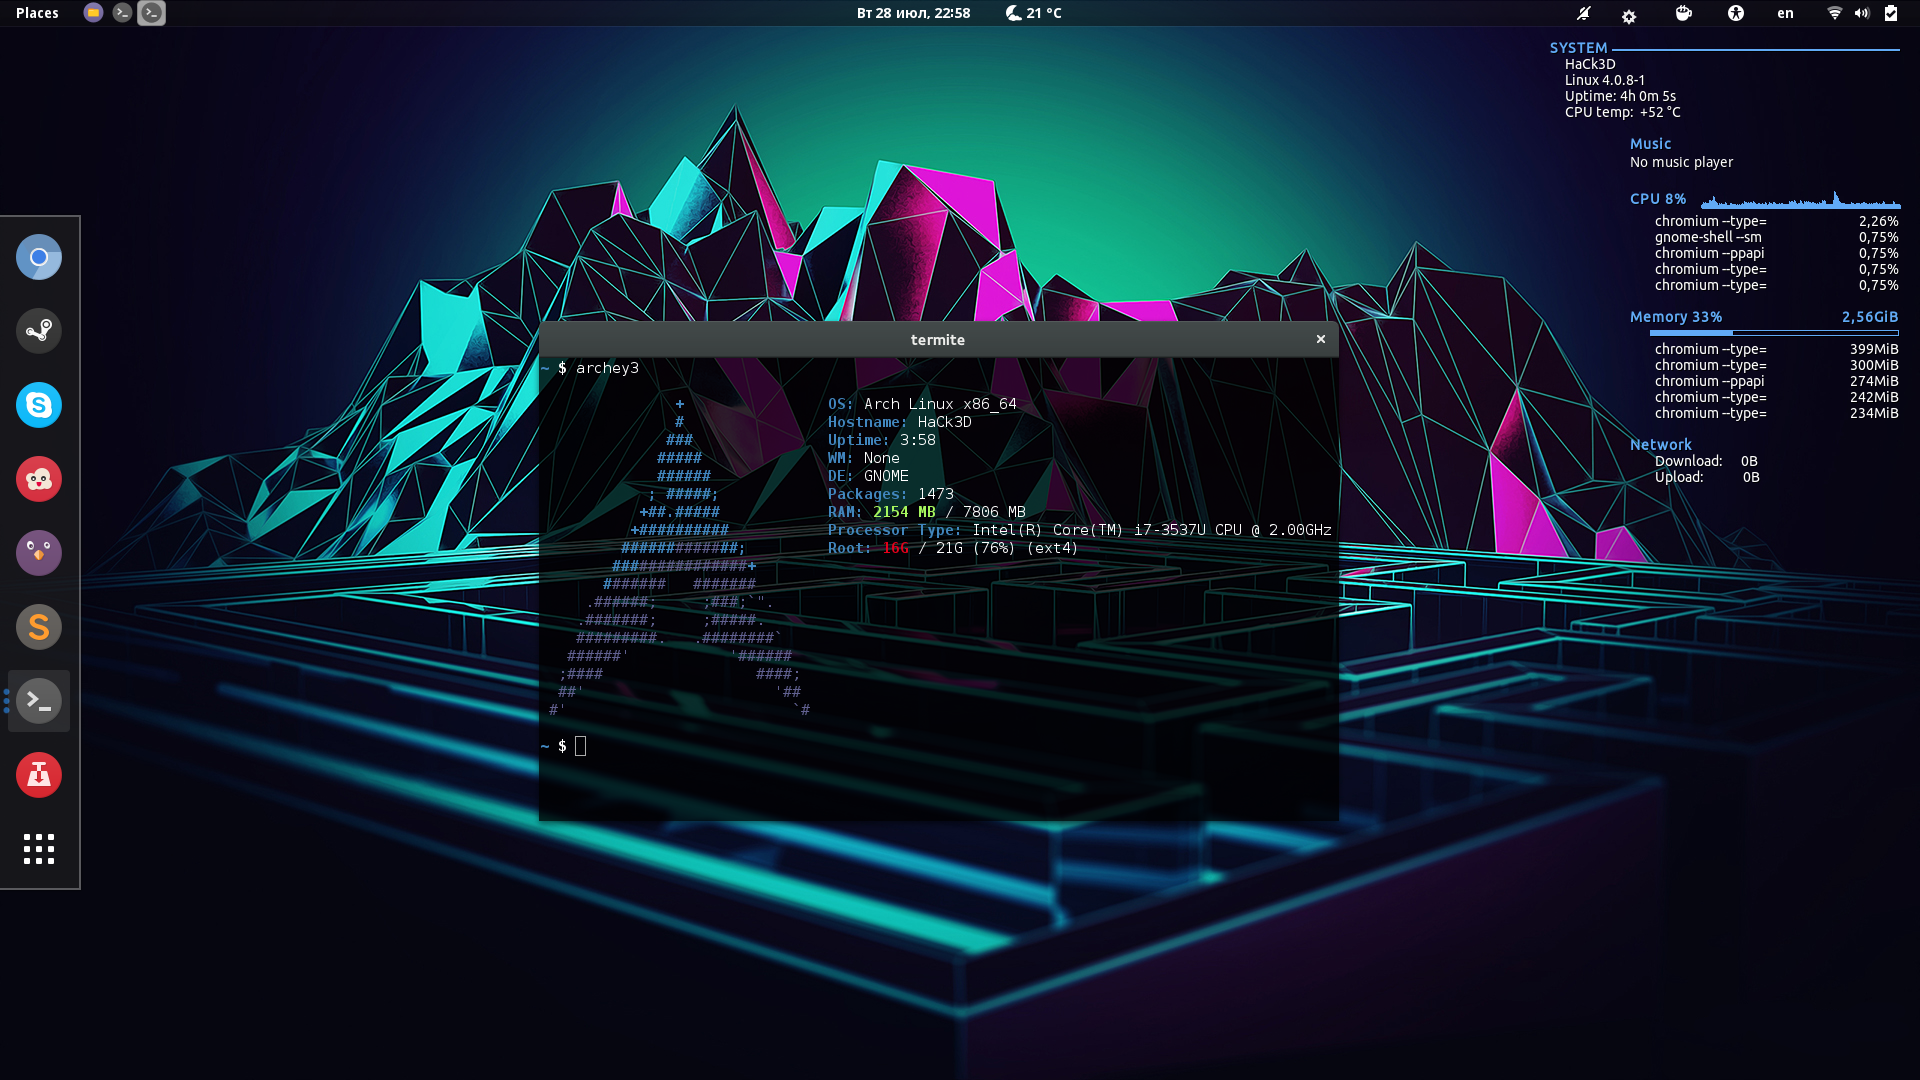 Places
Вт 28 июл, 22:58
21 °C
en
SYSTEM
HaCk3D
Linux 4.0.8-1
Uptime: 4h 0m 5s
CPU temp: +52 °C
Music
No music player
CPU 8%
chromium --type= 2,26%
gnome-shell --sm 0,75%
chromium --ppapi 0,75%
chromium --type= 0,75%
chromium --type= 0,75%
Memory 33% 2,56GiB
chromium --type= 399MiB
chromium --type= 300MiB
chromium --ppapi 274MiB
chromium --type= 242MiB
chromium --type= 234MiB
Network
Download: 0B
Upload: 0B
termite
~ $ archey3
OS: Arch Linux x86_64
Hostname: HaCk3D
Uptime: 3:58
WM: None
DE: GNOME
Packages: 1473
RAM: 2154 MB / 7806 MB
Processor Type: Intel(R) Core(TM) i7-3537U CPU @ 2.00GHz
Root: 16G / 21G (76%) (ext4)
~ $